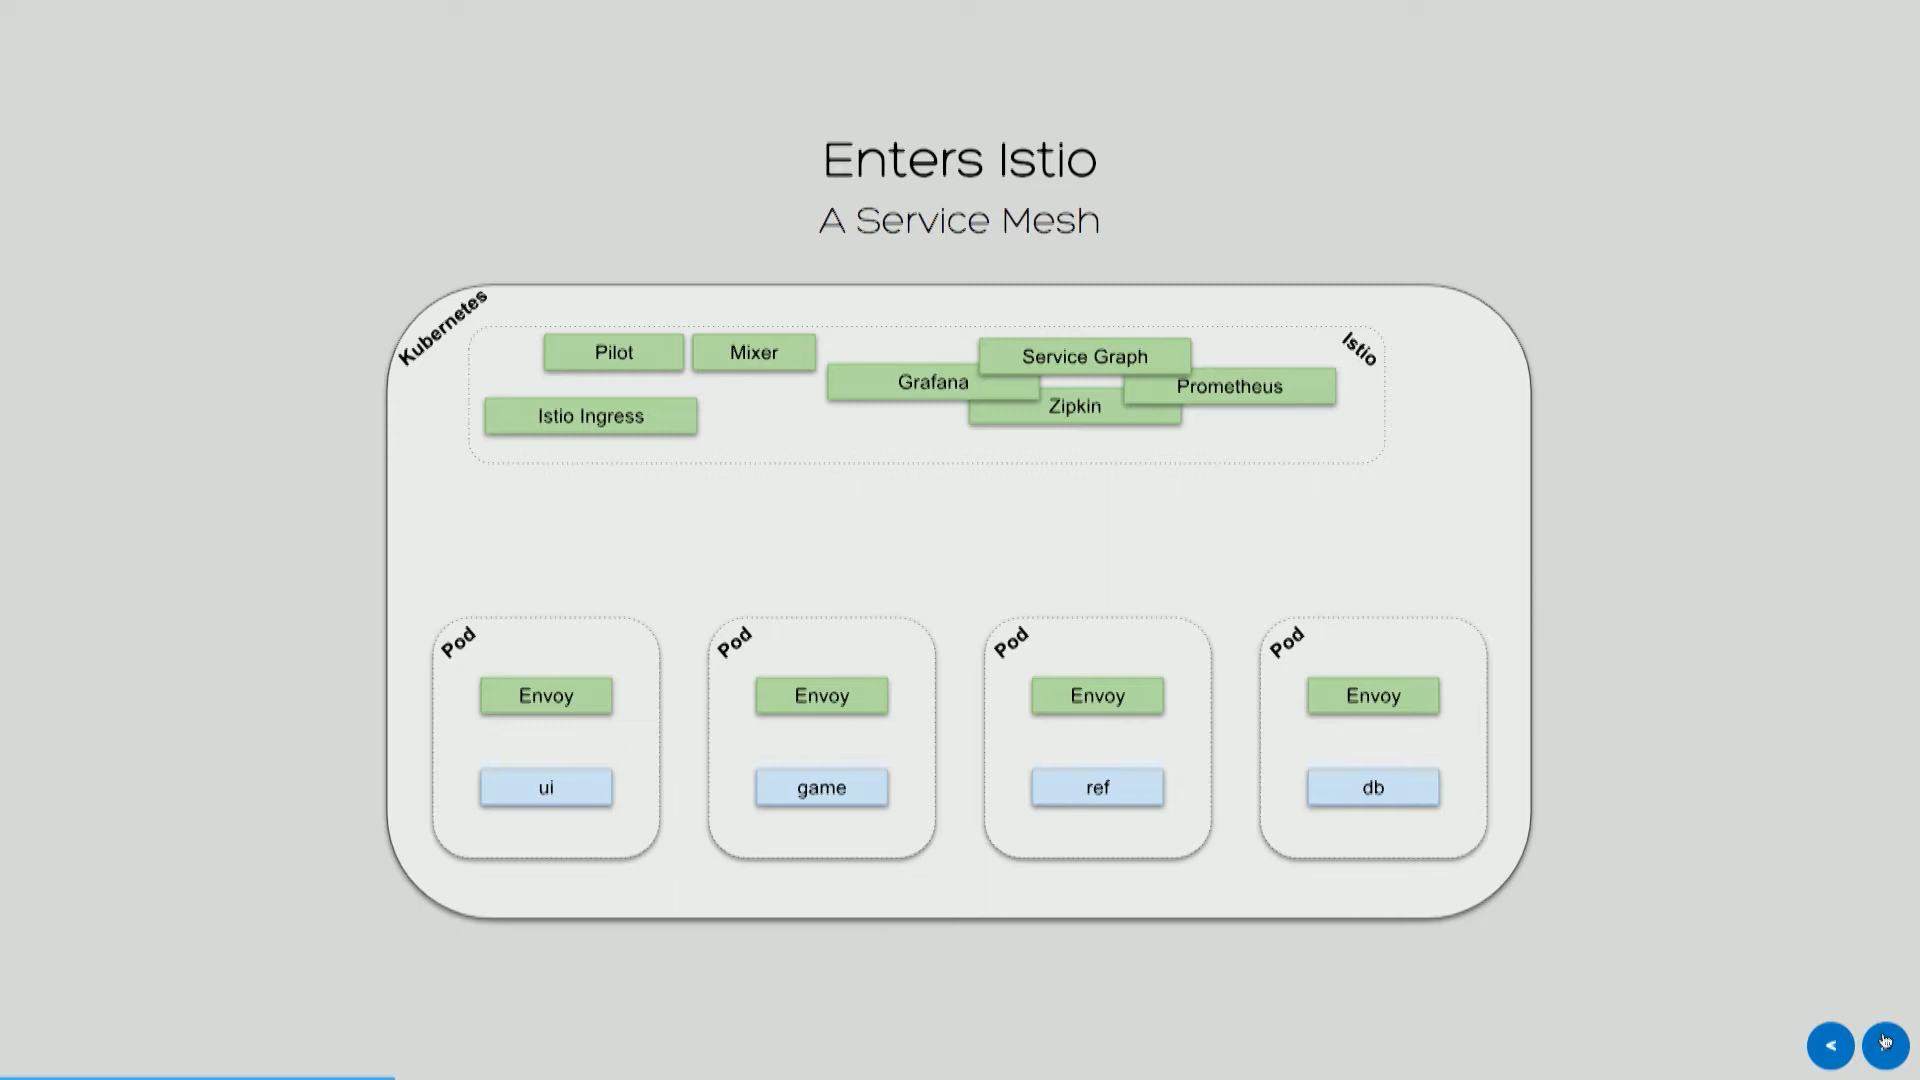 Enters Istio
A Service Mesh
Kubernetes
Istio
Pilot
Mixer
Service Graph
Grafana
Prometheus
Zipkin
Istio Ingress
Pod
Pod
Pod
Pod
Envoy
Envoy
Envoy
Envoy
ui
game
ref
db
<